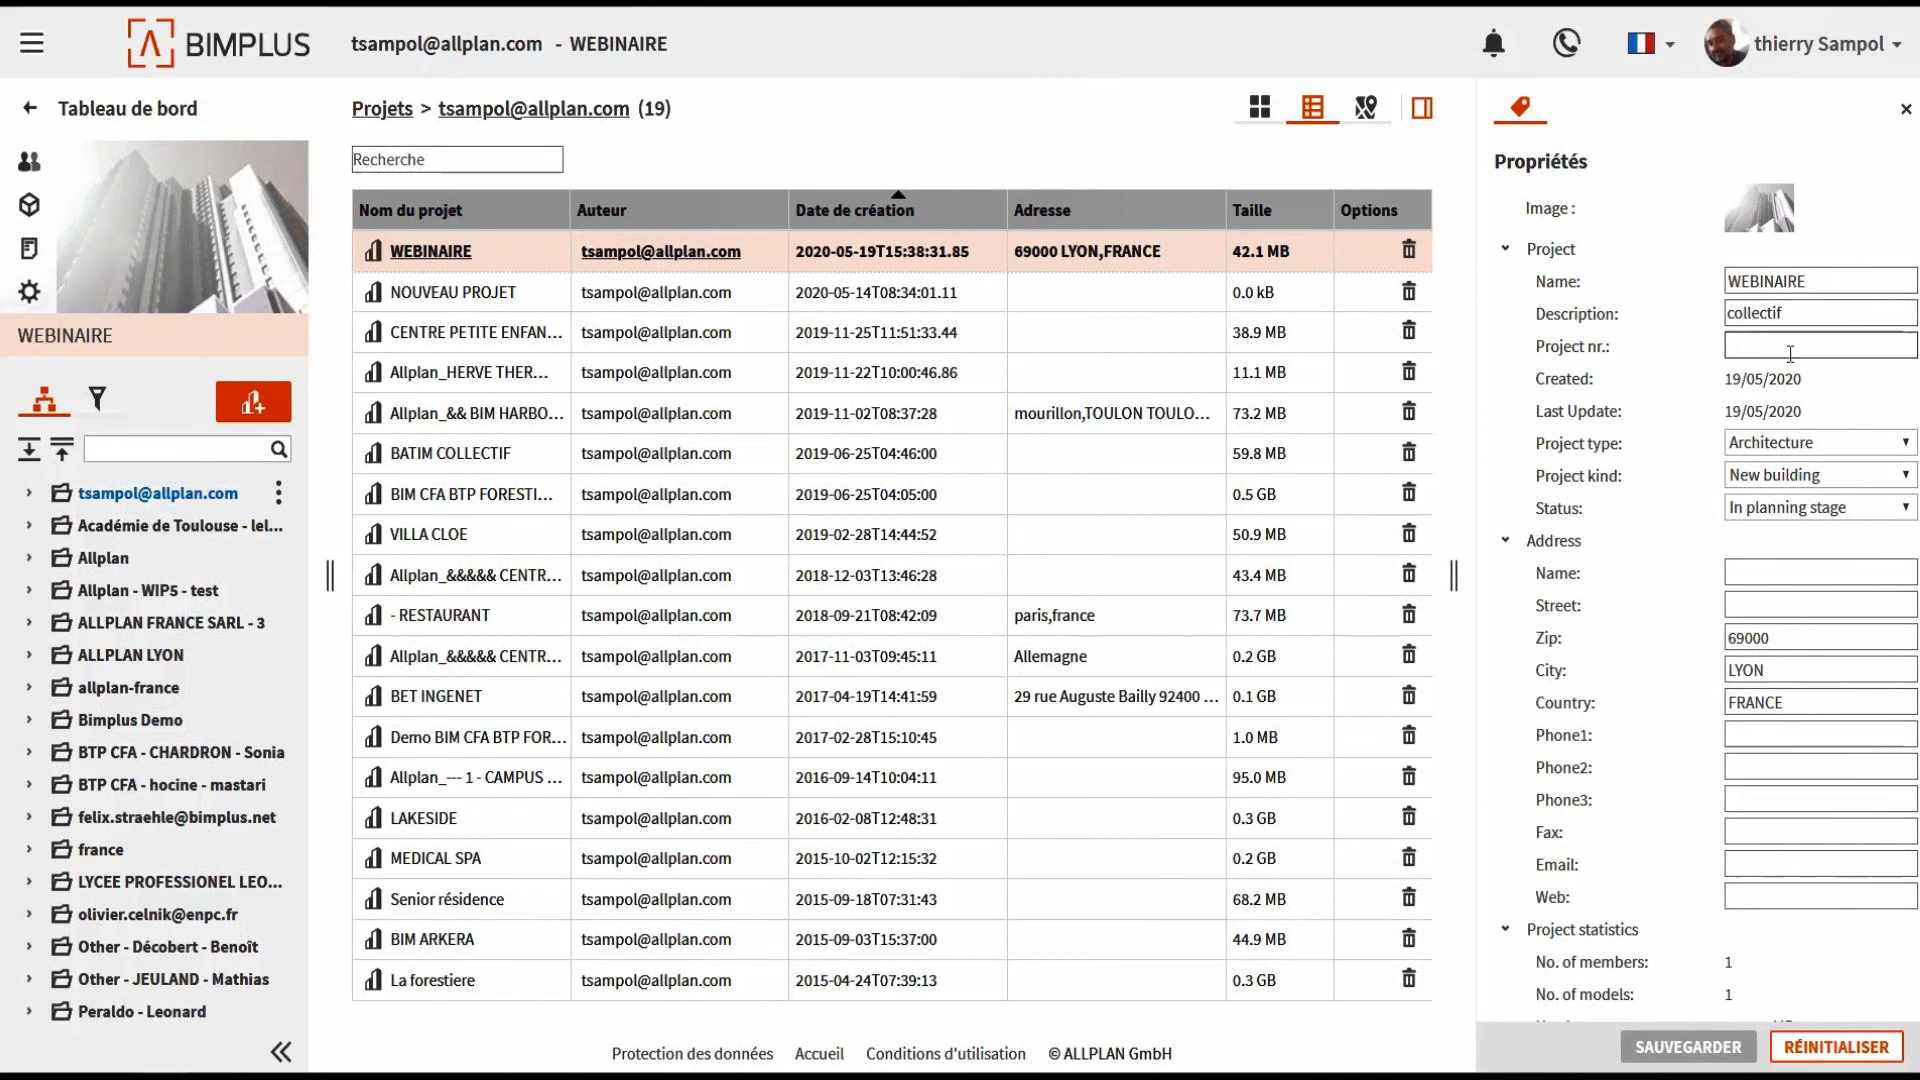 BIMPLUS
tsampol@allplan.com - WEBINAIRE
thierry Sampol
Tableau de bord
WEBINAIRE
tsampol@allplan.com
Académie de Toulouse - lel...
Allplan
Allplan - WIP5 - test
ALLPLAN FRANCE SARL - 3
ALLPLAN LYON
allplan-france
Bimplus Demo
BTP CFA - CHARDRON - Sonia
BTP CFA - hocine - mastari
felix.straehle@bimplus.net
france
LYCEE PROFESSIONEL LEO...
olivier.celnik@enpc.fr
Other - Décobert - Benoît
Other - JEULAND - Mathias
Peraldo - Leonard
Projets > tsampol@allplan.com (19)
Recherche
Nom du projet Auteur Date de création Adresse Taille Options
WEBINAIRE tsampol@allplan.com 2020-05-19T15:38:31.85 69000 LYON,FRANCE 42.1 MB
NOUVEAU PROJET tsampol@allplan.com 2020-05-14T08:34:01.11 0.0 kB
CENTRE PETITE ENFAN... tsampol@allplan.com 2019-11-25T11:51:33.44 38.9 MB
Allplan_HERVE THER... tsampol@allplan.com 2019-11-22T10:00:46.86 11.1 MB
Allplan_&& BIM HARBO... tsampol@allplan.com 2019-11-02T08:37:28 mourillon,TOULON TOULO... 73.2 MB
BATIM COLLECTIF tsampol@allplan.com 2019-06-25T04:46:00 59.8 MB
BIM CFA BTP FORESTI... tsampol@allplan.com 2019-06-25T04:05:00 0.5 GB
VILLA CLOE tsampol@allplan.com 2019-02-28T14:44:52 50.9 MB
Allplan_&&&&& CENTR... tsampol@allplan.com 2018-12-03T13:46:28 43.4 MB
- RESTAURANT tsampol@allplan.com 2018-09-21T08:42:09 paris,france 73.7 MB
Allplan_&&&&& CENTR... tsampol@allplan.com 2017-11-03T09:45:11 Allemagne 0.2 GB
BET INGENET tsampol@allplan.com 2017-04-19T14:41:59 29 rue Auguste Bailly 92400 ... 0.1 GB
Demo BIM CFA BTP FOR... tsampol@allplan.com 2017-02-28T15:10:45 1.0 MB
Allplan_--- 1 - CAMPUS ... tsampol@allplan.com 2016-09-14T10:04:11 95.0 MB
LAKESIDE tsampol@allplan.com 2016-02-08T12:48:31 0.3 GB
MEDICAL SPA tsampol@allplan.com 2015-10-02T12:15:32 0.2 GB
Senior résidence tsampol@allplan.com 2015-09-18T07:31:43 68.2 MB
BIM ARKERA tsampol@allplan.com 2015-09-03T15:37:00 44.9 MB
La forestiere tsampol@allplan.com 2015-04-24T07:39:13 0.3 GB
Protection des données Accueil Conditions d'utilisation © ALLPLAN GmbH
Propriétés
Image :
Project
Name: WEBINAIRE
Description: collectif
Project nr.:
Created: 19/05/2020
Last Update: 19/05/2020
Project type: Architecture
Project kind: New building
Status: In planning stage
Address
Name:
Street:
Zip: 69000
City: LYON
Country: FRANCE
Phone1:
Phone2:
Phone3:
Fax:
Email:
Web:
Project statistics
No. of members: 1
No. of models: 1
SAUVEGARDER RÉINITIALISER